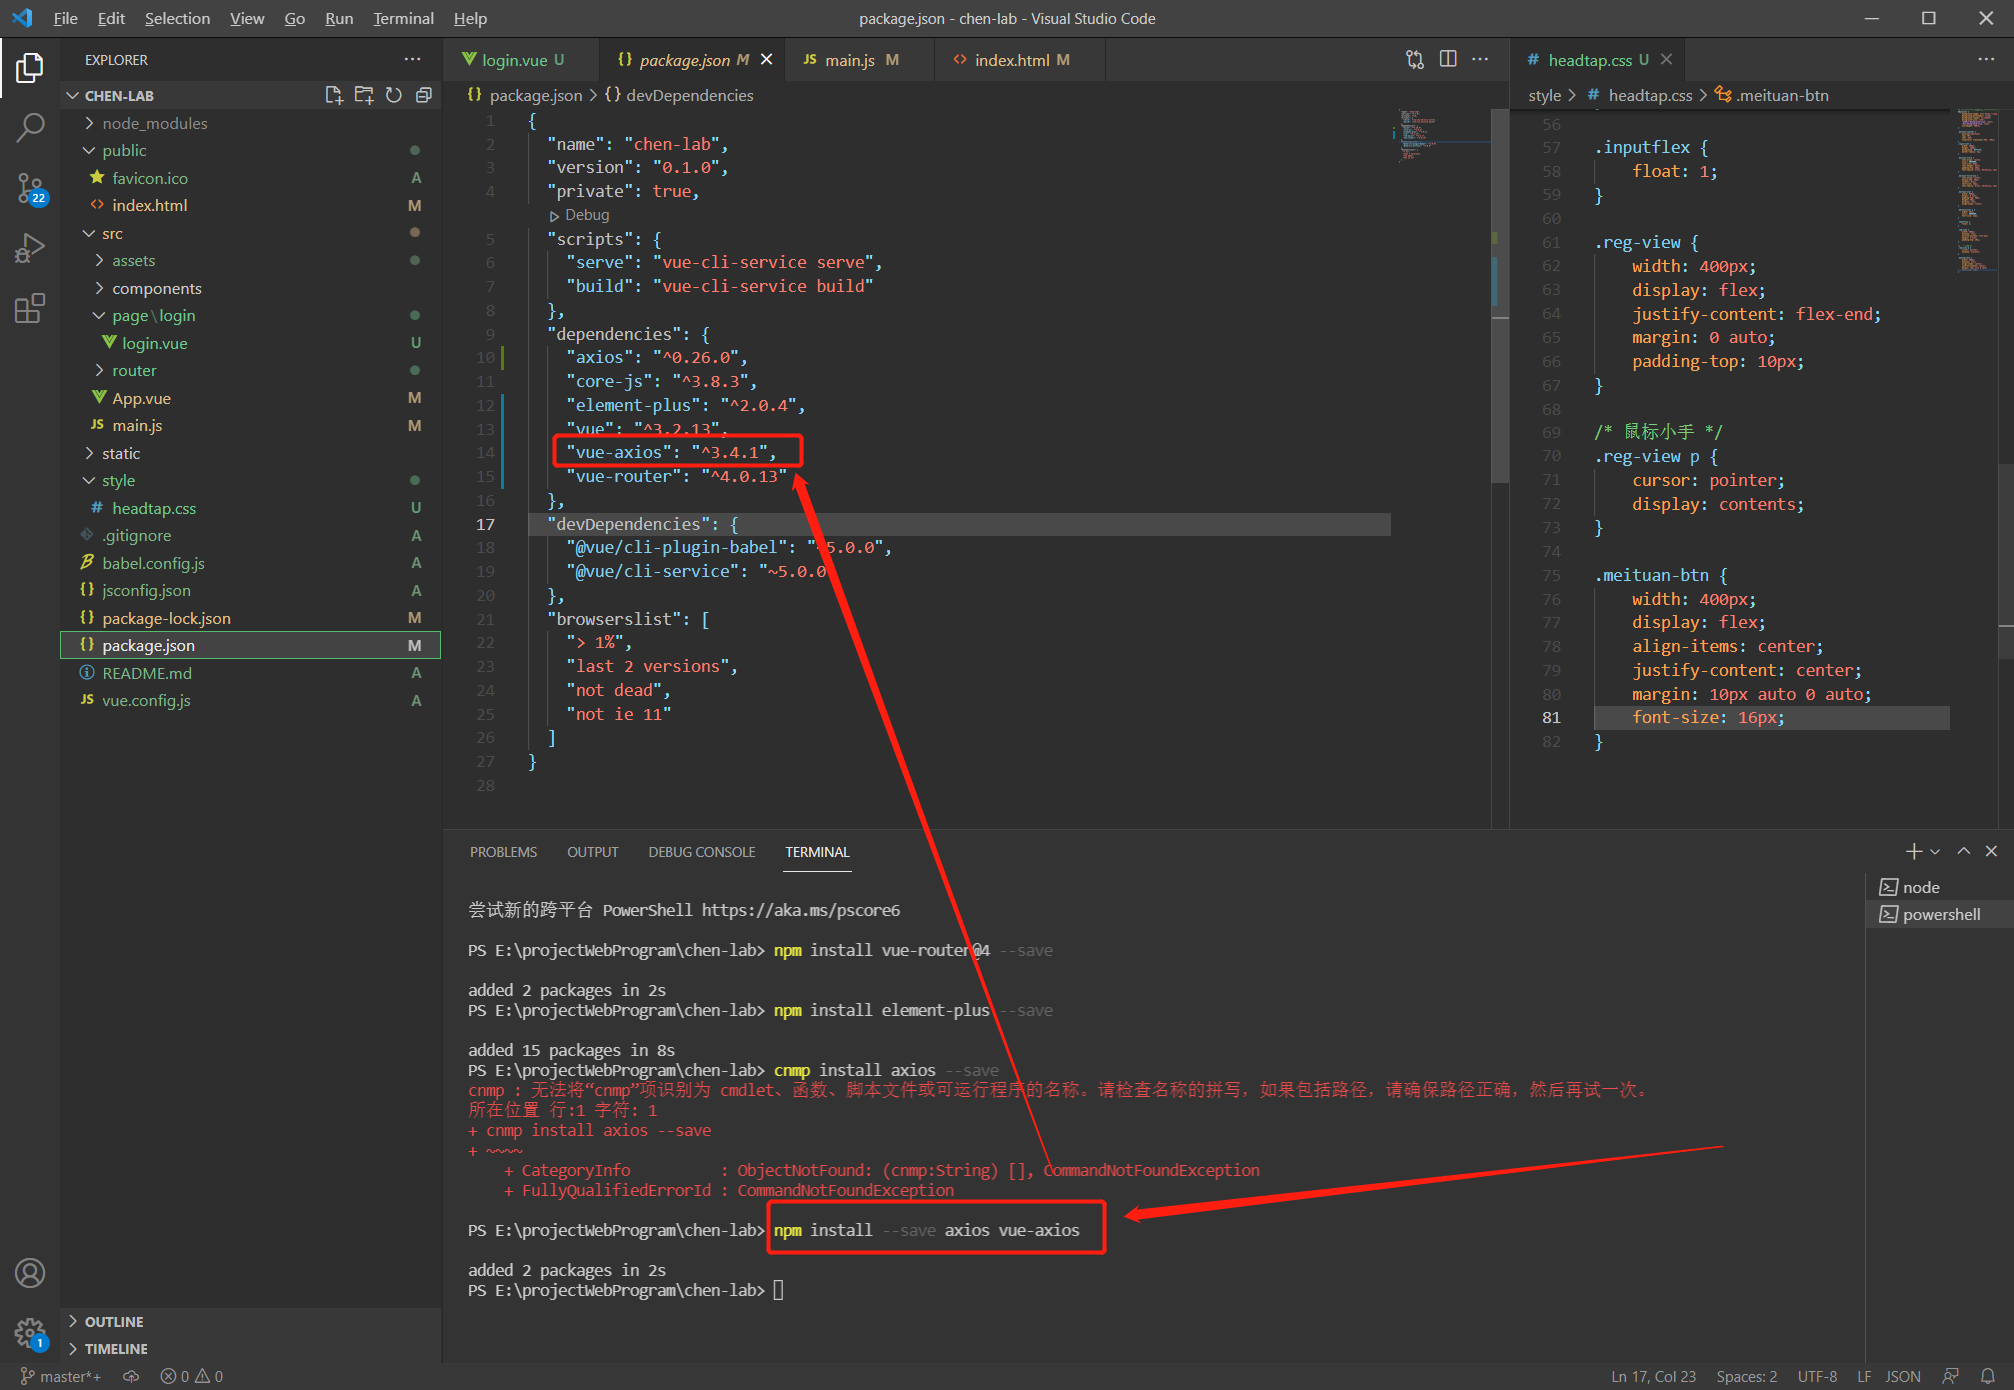 File Edit Selection View Go Run Terminal Help
package.json - chen-lab - Visual Studio Code
EXPLORER
CHEN-LAB
node_modules
public
favicon.ico A
index.html M
src
assets
components
page\login
login.vue U
router
App.vue M
JS main.js M
static
style
# headtap.css U
.gitignore A
babel.config.js A
{} jsconfig.json A
{} package-lock.json M
{} package.json M
README.md A
JS vue.config.js A
OUTLINE
TIMELINE
22
1
login.vue U
{} package.json M
JS main.js M
<> index.html M
{} package.json > {} devDependencies
1 {
2 "name": "chen-lab",
3 "version": "0.1.0",
4 "private": true,
Debug
5 "scripts": {
6 "serve": "vue-cli-service serve",
7 "build": "vue-cli-service build"
8 },
9 "dependencies": {
10 "axios": "^0.26.0",
11 "core-js": "^3.8.3",
12 "element-plus": "^2.0.4",
13 "vue": "^3.2.13",
14 "vue-axios": "^3.4.1",
15 "vue-router": "^4.0.13"
16 },
17 "devDependencies": {
18 "@vue/cli-plugin-babel": "~5.0.0",
19 "@vue/cli-service": "~5.0.0
20 },
21 "browserslist": [
22 "> 1%",
23 "last 2 versions",
24 "not dead",
25 "not ie 11"
26 ]
27 }
28
# headtap.css U
style > # headtap.css > .meituan-btn
56
57 .inputflex {
58 float: 1;
59 }
60
61 .reg-view {
62 width: 400px;
63 display: flex;
64 justify-content: flex-end;
65 margin: 0 auto;
66 padding-top: 10px;
67 }
68
69 /* 鼠标小手 */
70 .reg-view p {
71 cursor: pointer;
72 display: contents;
73 }
74
75 .meituan-btn {
76 width: 400px;
77 display: flex;
78 align-items: center;
79 justify-content: center;
80 margin: 10px auto 0 auto;
81 font-size: 16px;
82 }
PROBLEMS OUTPUT DEBUG CONSOLE TERMINAL
node
powershell
尝试新的跨平台 PowerShell https://aka.ms/pscore6
PS E:\projectWebProgram\chen-lab> npm install vue-router@4 --save
added 2 packages in 2s
PS E:\projectWebProgram\chen-lab> npm install element-plus --save
added 15 packages in 8s
PS E:\projectWebProgram\chen-lab> cnmp install axios --save
cnmp : 无法将“cnmp”项识别为 cmdlet、函数、脚本文件或可运行程序的名称。请检查名称的拼写，如果包括路径，请确保路径正确，然后再试一次。
所在位置 行:1 字符: 1
+ cnmp install axios --save
+ ~~~~
+ CategoryInfo : ObjectNotFound: (cnmp:String) [], CommandNotFoundException
+ FullyQualifiedErrorId : CommandNotFoundException
PS E:\projectWebProgram\chen-lab> npm install --save axios vue-axios
added 2 packages in 2s
PS E:\projectWebProgram\chen-lab>
master*+ 0 0
Ln 17, Col 23 Spaces: 2 UTF-8 LF JSON